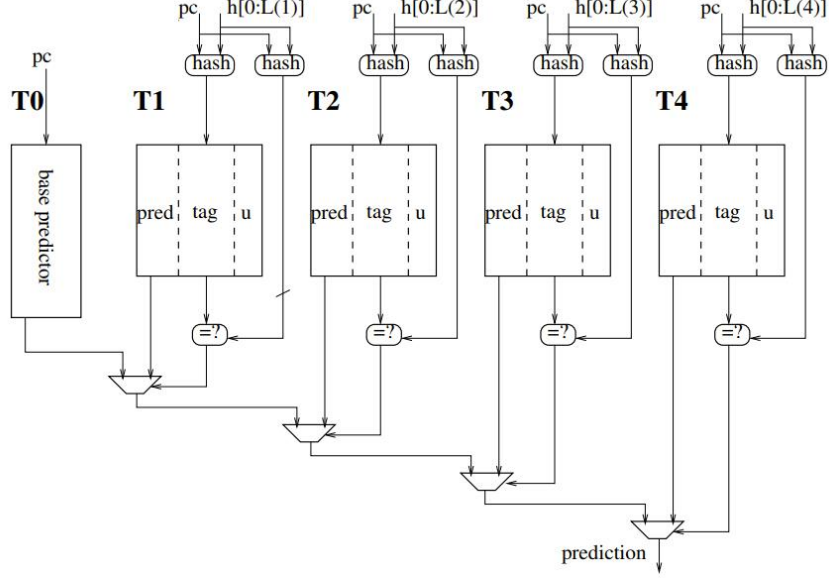 pc h[0:L(1)] pc h[0:L(2)] pc h[0:L(3)] pc h[0:L(4)]
pc hash hash hash hash hash hash hash hash
T0 T1 T2 T3 T4
base predictor
pred tag u pred tag u pred tag u pred tag u
=? =? =? =?
prediction